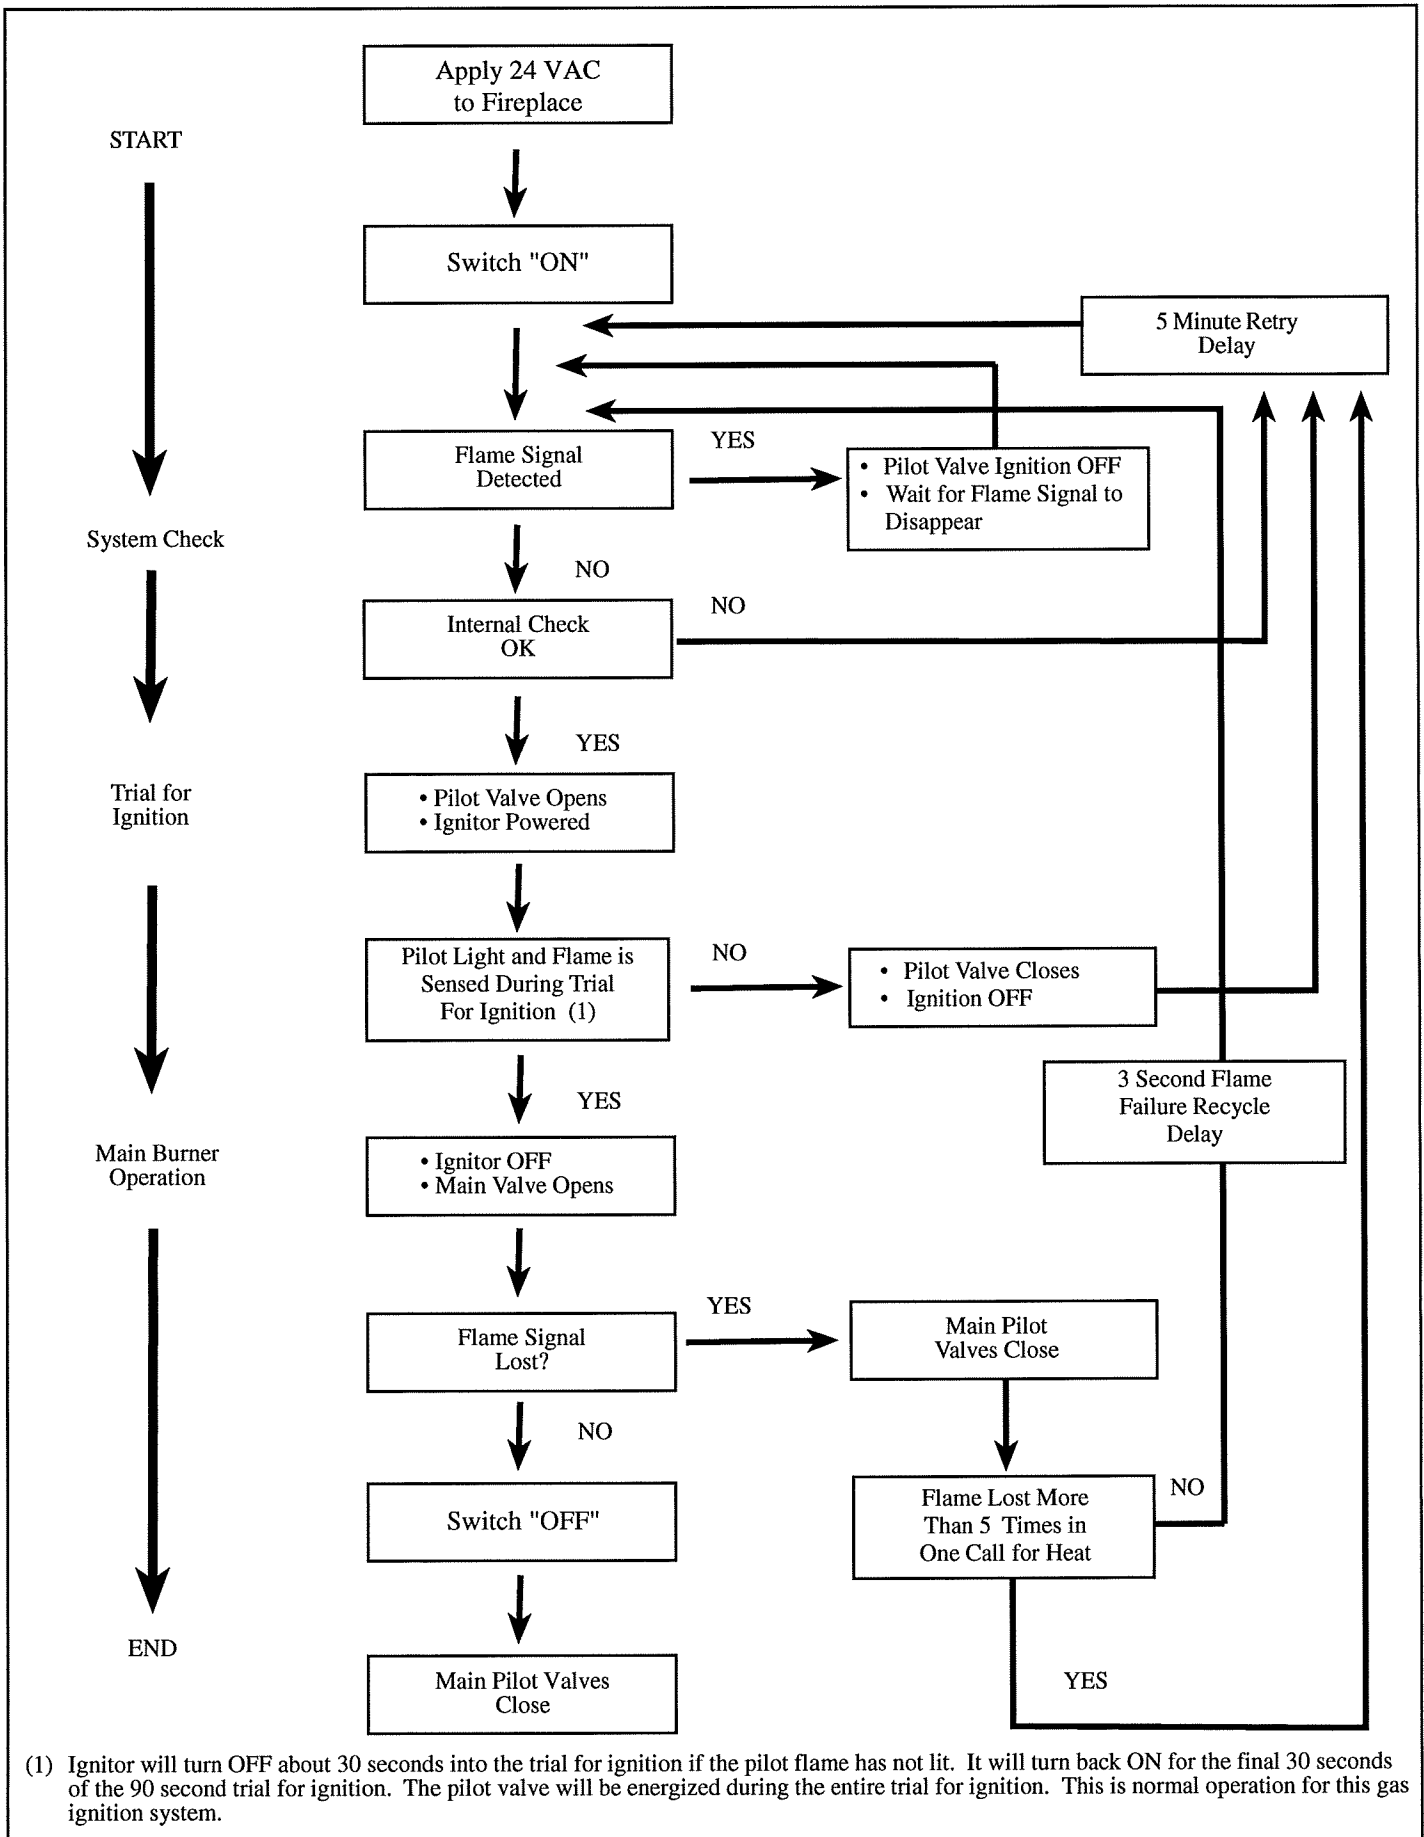 Apply 24 VAC
to Fireplace
START
Switch "ON"
5 Minute Retry
Delay
Flame Signal
Detected
YES
• Pilot Valve Ignition OFF
• Wait for Flame Signal to
Disappear
System Check
NO
Internal Check
OK
NO
YES
Trial for
Ignition
• Pilot Valve Opens
• Ignitor Powered
Pilot Light and Flame is
Sensed During Trial
For Ignition (1)
NO
• Pilot Valve Closes
• Ignition OFF
YES
3 Second Flame
Failure Recycle
Delay
Main Burner
Operation
• Ignitor OFF
• Main Valve Opens
Flame Signal
Lost?
YES
Main Pilot
Valves Close
NO
Flame Lost More
Than 5 Times in
One Call for Heat
NO
Switch "OFF"
END
Main Pilot Valves
Close
YES
(1) Ignitor will turn OFF about 30 seconds into the trial for ignition if the pilot flame has not lit. It will turn back ON for the final 30 seconds
of the 90 second trial for ignition. The pilot valve will be energized during the entire trial for ignition. This is normal operation for this gas
ignition system.